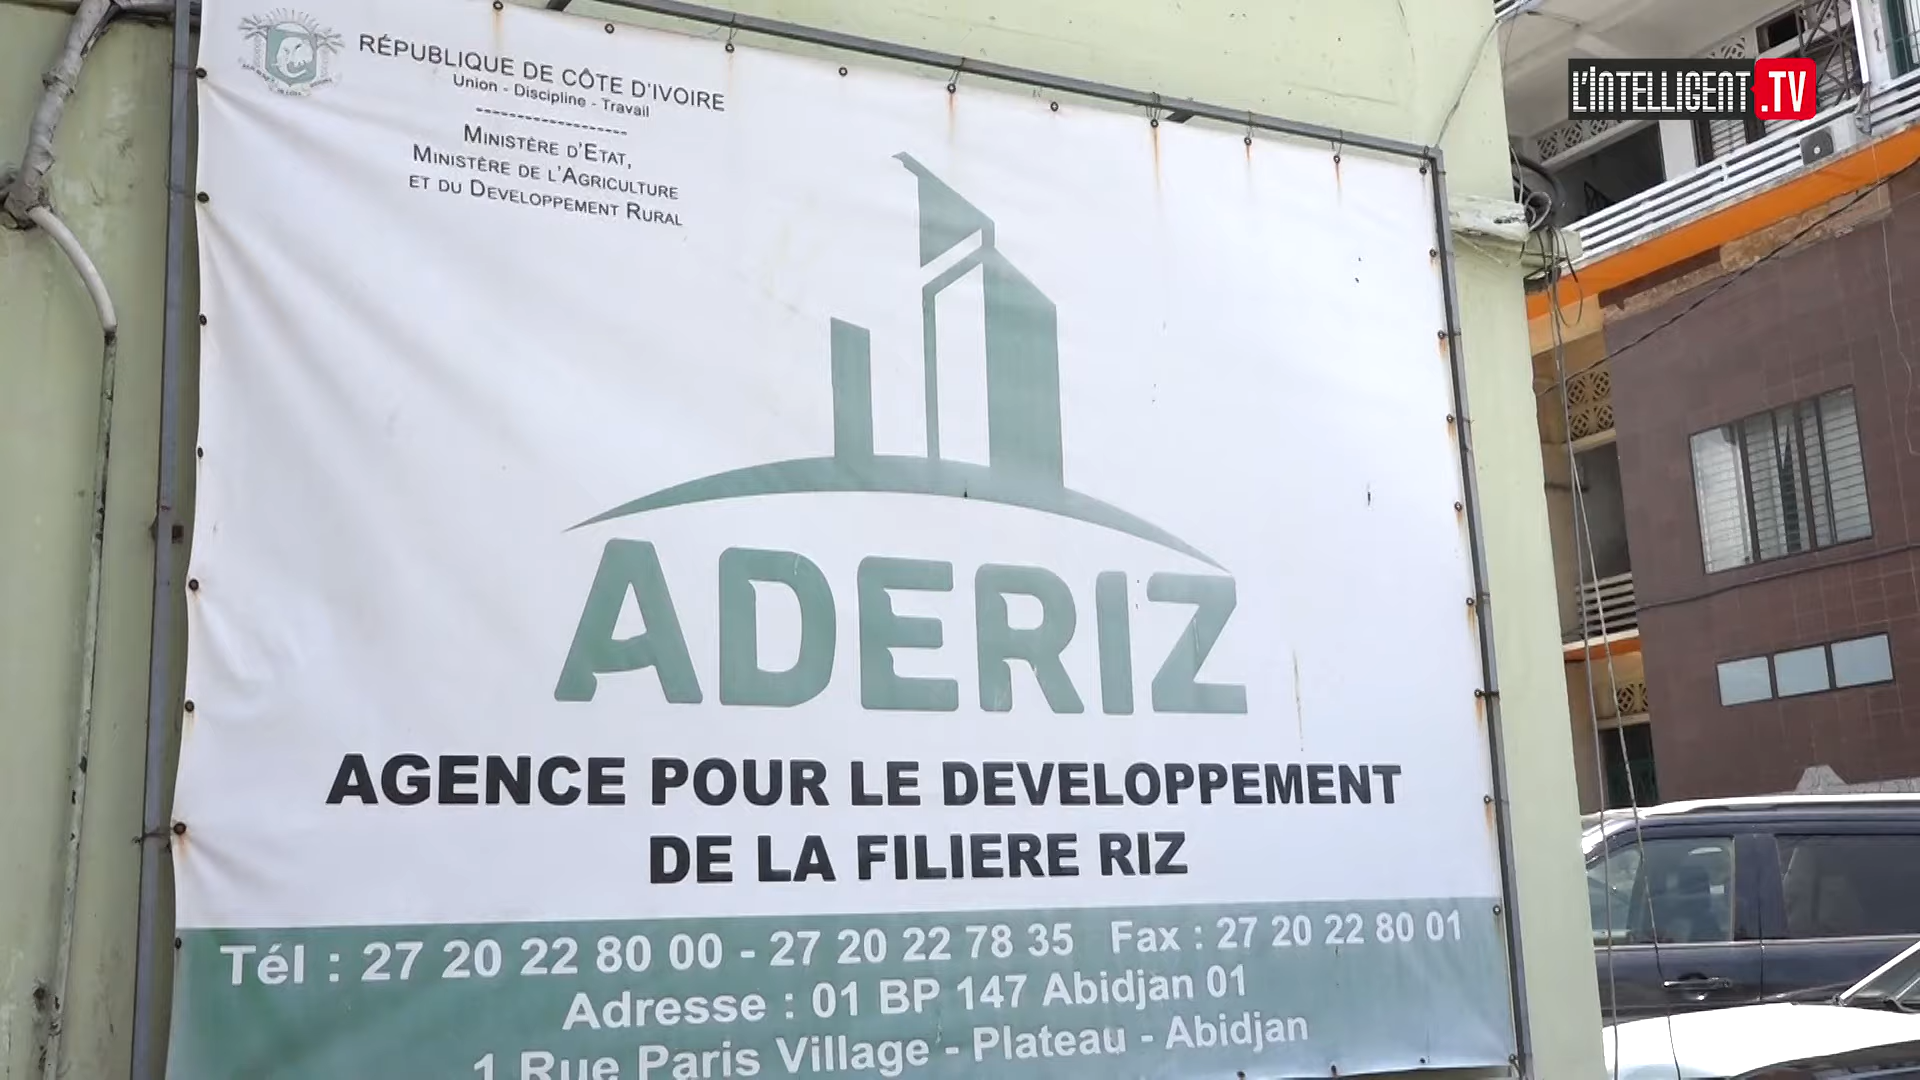 RÉPUBLIQUE DE CÔTE D'IVOIRE
Union - Discipline - Travail
MINISTÈRE D'ETAT,
MINISTÈRE DE L'AGRICULTURE
ET DU DEVELOPPEMENT RURAL
L'INTELLIGENT.TV
ADERIZ
AGENCE POUR LE DEVELOPPEMENT
DE LA FILIERE RIZ
Tél : 27 20 22 80 00 - 27 20 22 78 35 Fax : 27 20 22 80 01
Adresse : 01 BP 147 Abidjan 01
1 Rue Paris Village - Plateau - Abidjan